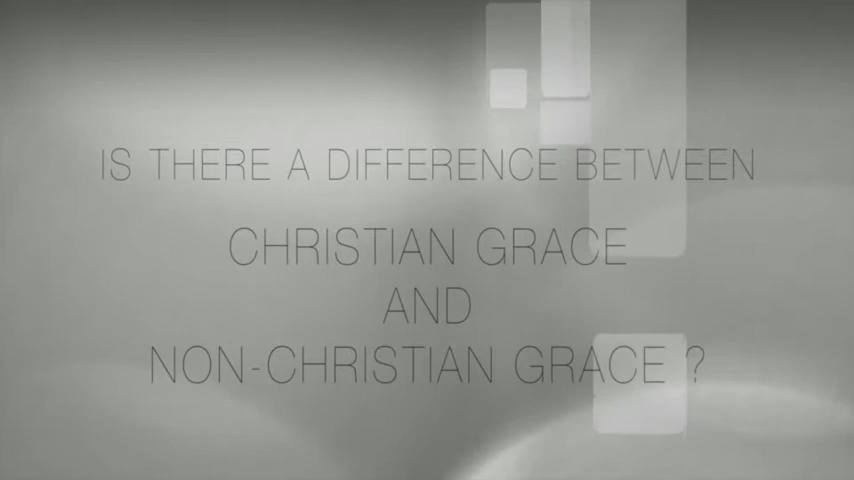 IS THERE A DIFFERENCE BETWEEN
CHRISTIAN GRACE
AND
NON-CHRISTIAN GRACE ?